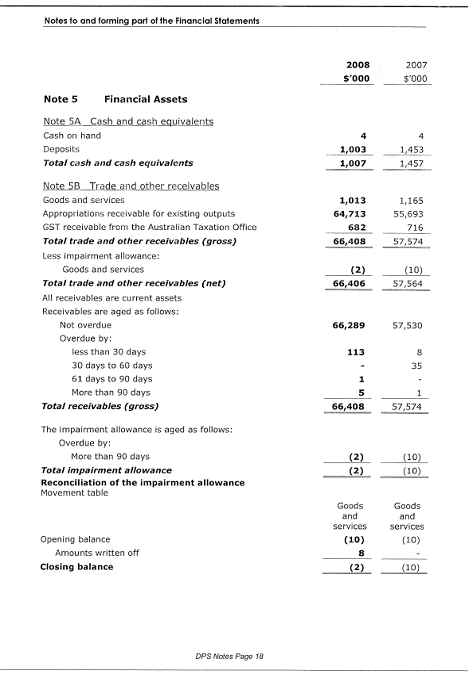 Notes to and forming part of the Financial Statements
2008 2007
$'000 $'000
Note 5 Financial Assets
Note 5A Cash and cash equivalents
Cash on hand 4 4
Deposits 1,003 1,453
Total cash and cash equivalents 1,007 1,457
Note 5B Trade and other receivables
Goods and services 1,013 1,165
Appropriations receivable for existing outputs 64,713 55,693
GST receivable from the Australian Taxation Office 682 716
Total trade and other receivables (gross) 66,408 57,574
Less impairment allowance:
Goods and services (2) (10)
Total trade and other receivables (net) 66,406 57,564
All receivables are current assets
Receivables are aged as follows:
Not overdue 66,289 57,530
Overdue by:
less than 30 days 113 8
30 days to 60 days - 35
61 days to 90 days 1 -
More than 90 days 5 1
Total receivables (gross) 66,408 57,574
The impairment allowance is aged as follows:
Overdue by:
More than 90 days (2) (10)
Total impairment allowance (2) (10)
Reconciliation of the impairment allowance
Movement table
Goods Goods
and and
services services
Opening balance (10) (10)
Amounts written off 8 -
Closing balance (2) (10)
DPS Notes Page 18